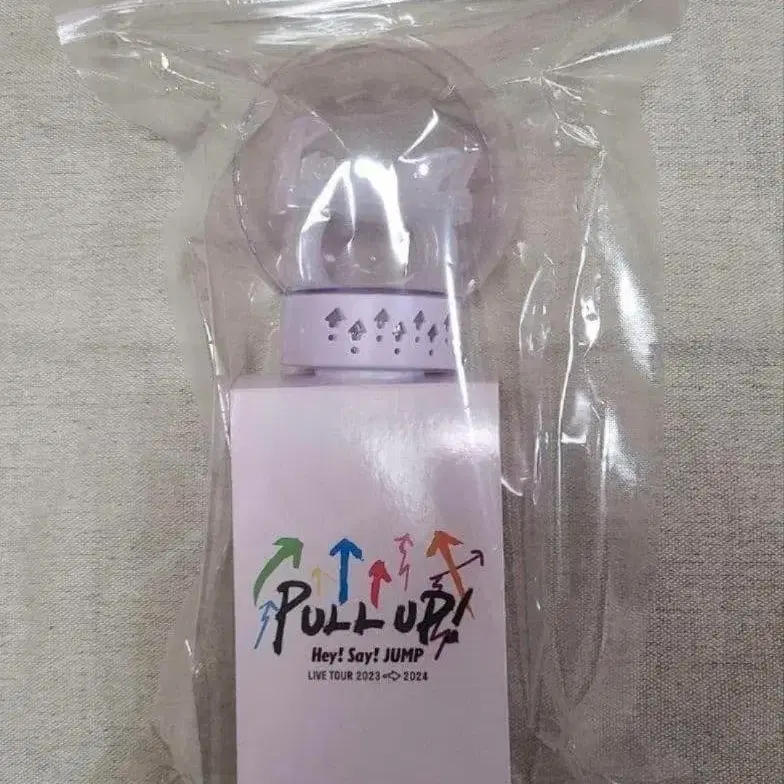 PULL UP!
Hey! Say! JUMP
LIVE TOUR 2023⇨2024